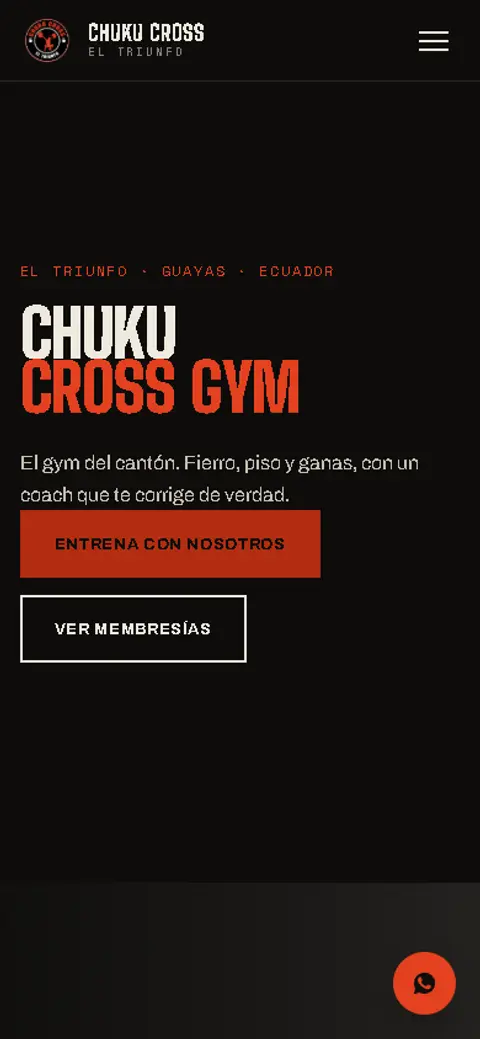 CHUKU CROSS
EL TRIUNFO
EL TRIUNFO · GUAYAS · ECUADOR
CHUKU
CROSS GYM
El gym del cantón. Fierro, piso y ganas, con un
coach que te corrige de verdad.
ENTRENA CON NOSOTROS
VER MEMBRESÍAS